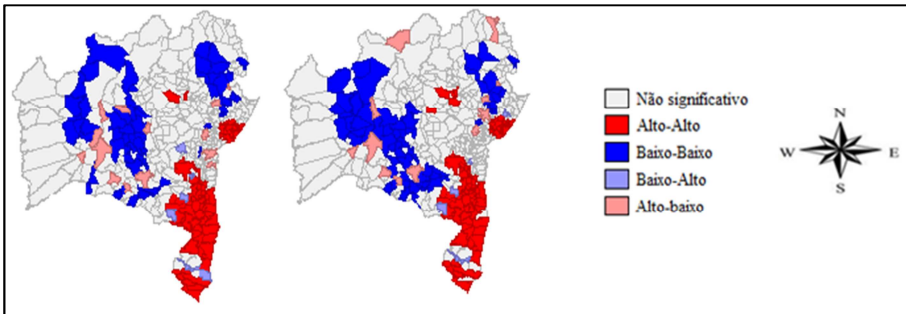 Não significativo
Alto-Alto
Baixo-Baixo
Baixo-Alto
Alto-baixo
N
W
E
S